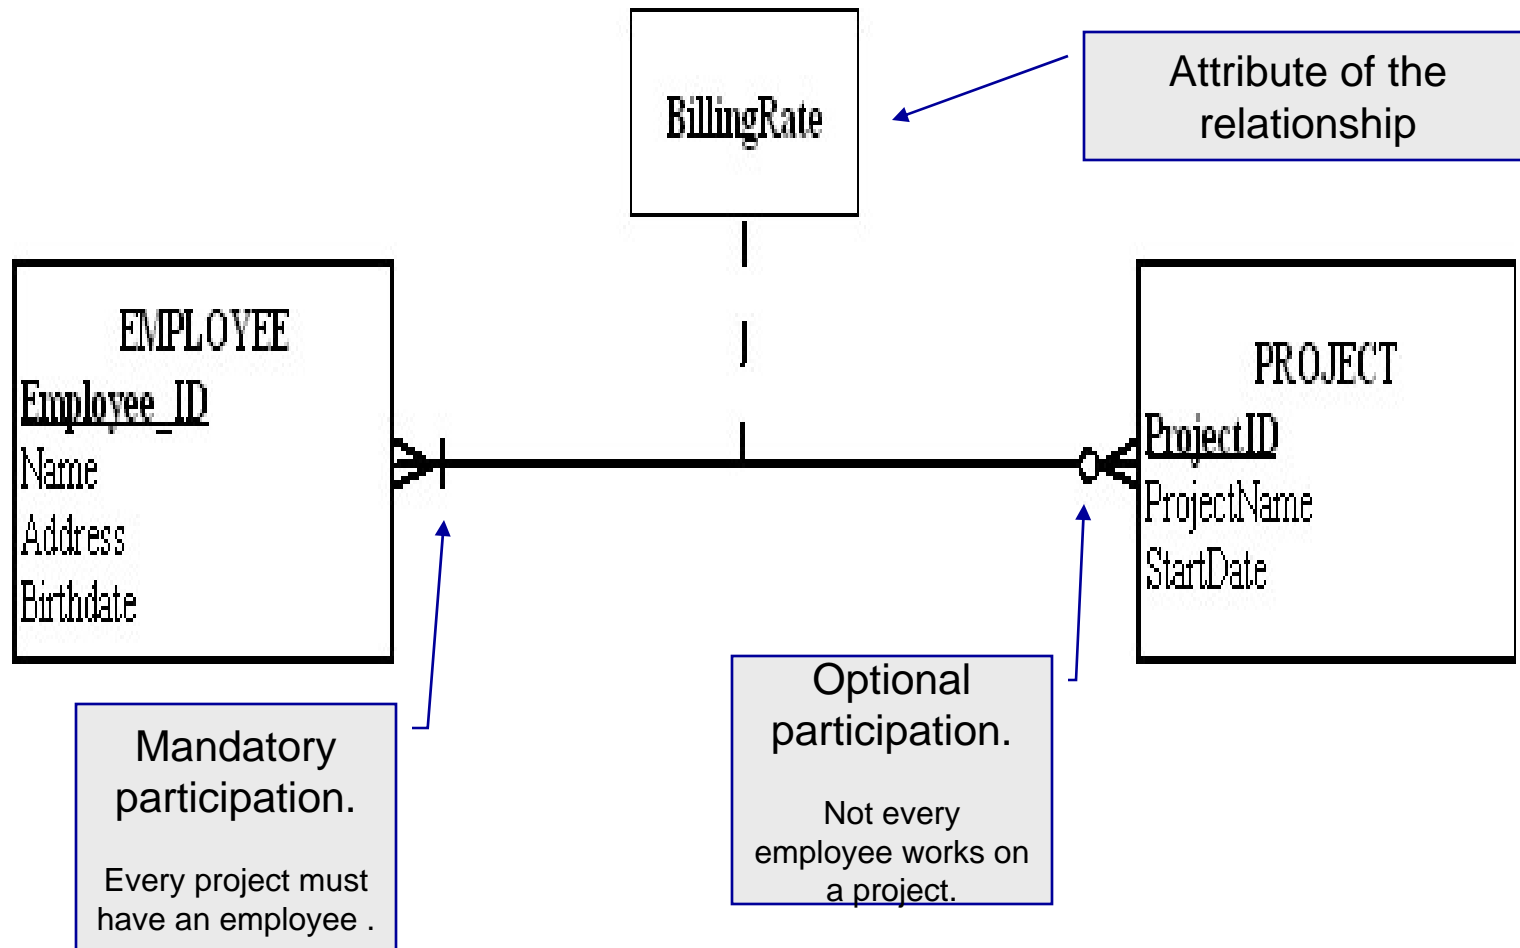 BillingRate
Attribute of the
relationship
EMPLOYEE
Employee_ID
Name
Address
Birthdate
PROJECT
ProjectID
ProjectName
StartDate
Mandatory
participation.
Every project must
have an employee .
Optional
participation.
Not every
employee works on
a project.